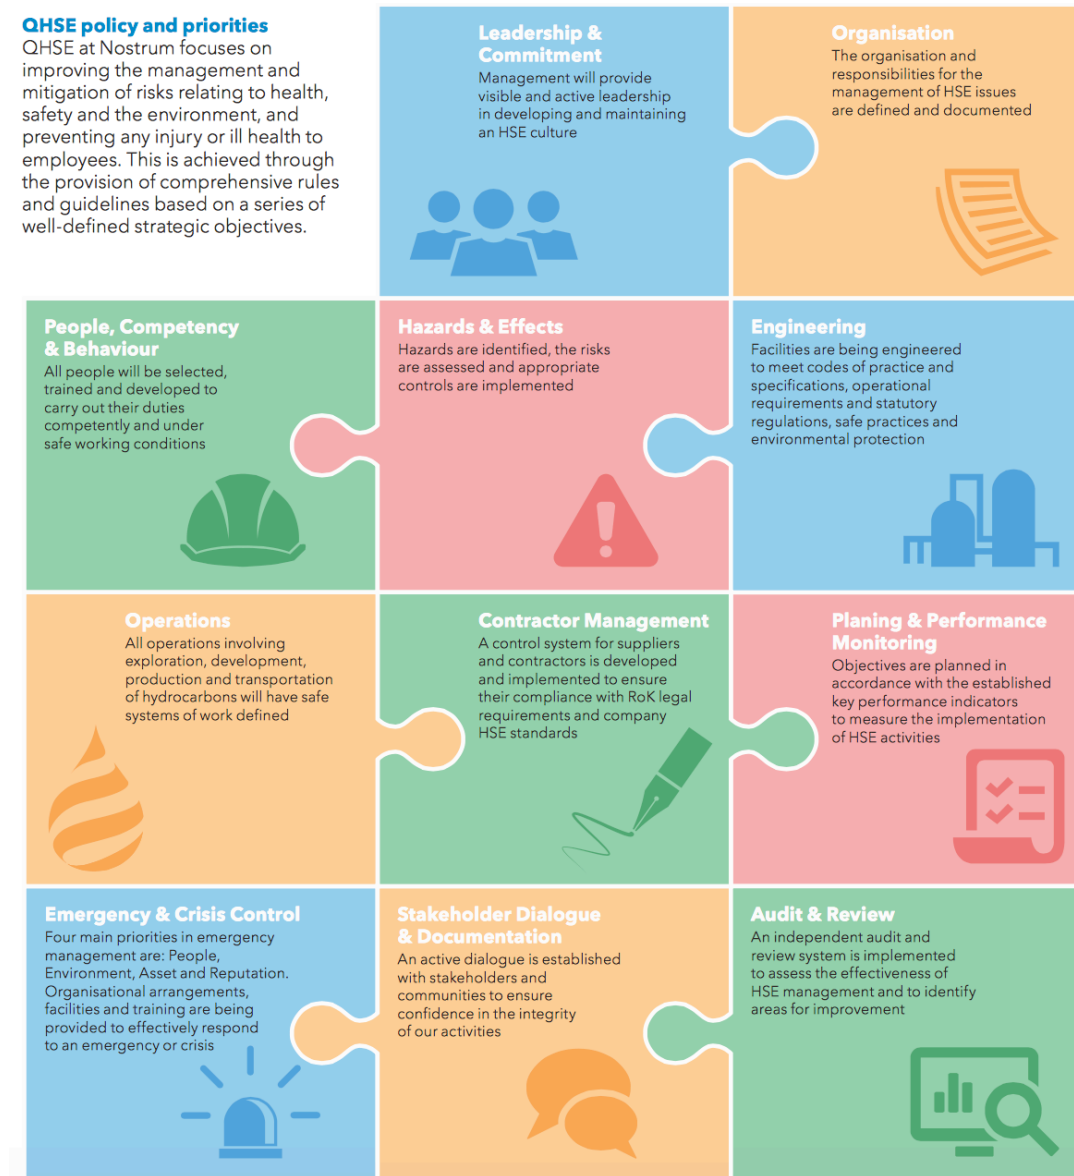 QHSE policy and priorities
QHSE at Nostrum focuses on
improving the management and
mitigation of risks relating to health,
safety and the environment, and
preventing any injury or ill health to
employees. This is achieved through
the provision of comprehensive rules
and guidelines based on a series of
well-defined strategic objectives.
Leadership &
Commitment
Management will provide
visible and active leadership
in developing and maintaining
an HSE culture
Organisation
The organisation and
responsibilities for the
management of HSE issues
are defined and documented
People, Competency
& Behaviour
All people will be selected,
trained and developed to
carry out their duties
competently and under
safe working conditions
Hazards & Effects
Hazards are identified, the risks
are assessed and appropriate
controls are implemented
Engineering
Facilities are being engineered
to meet codes of practice and
specifications, operational
requirements and statutory
regulations, safe practices and
environmental protection
Operations
All operations involving
exploration, development,
production and transportation
of hydrocarbons will have safe
systems of work defined
Contractor Management
A control system for suppliers
and contractors is developed
and implemented to ensure
their compliance with RoK legal
requirements and company
HSE standards
Planing & Performance
Monitoring
Objectives are planned in
accordance with the established
key performance indicators
to measure the implementation
of HSE activities
Emergency & Crisis Control
Four main priorities in emergency
management are: People,
Environment, Asset and Reputation.
Organisational arrangements,
facilities and training are being
provided to effectively respond
to an emergency or crisis
Stakeholder Dialogue
& Documentation
An active dialogue is established
with stakeholders and
communities to ensure
confidence in the integrity
of our activities
Audit & Review
An independent audit and
review system is implemented
to assess the effectiveness of
HSE management and to identify
areas for improvement